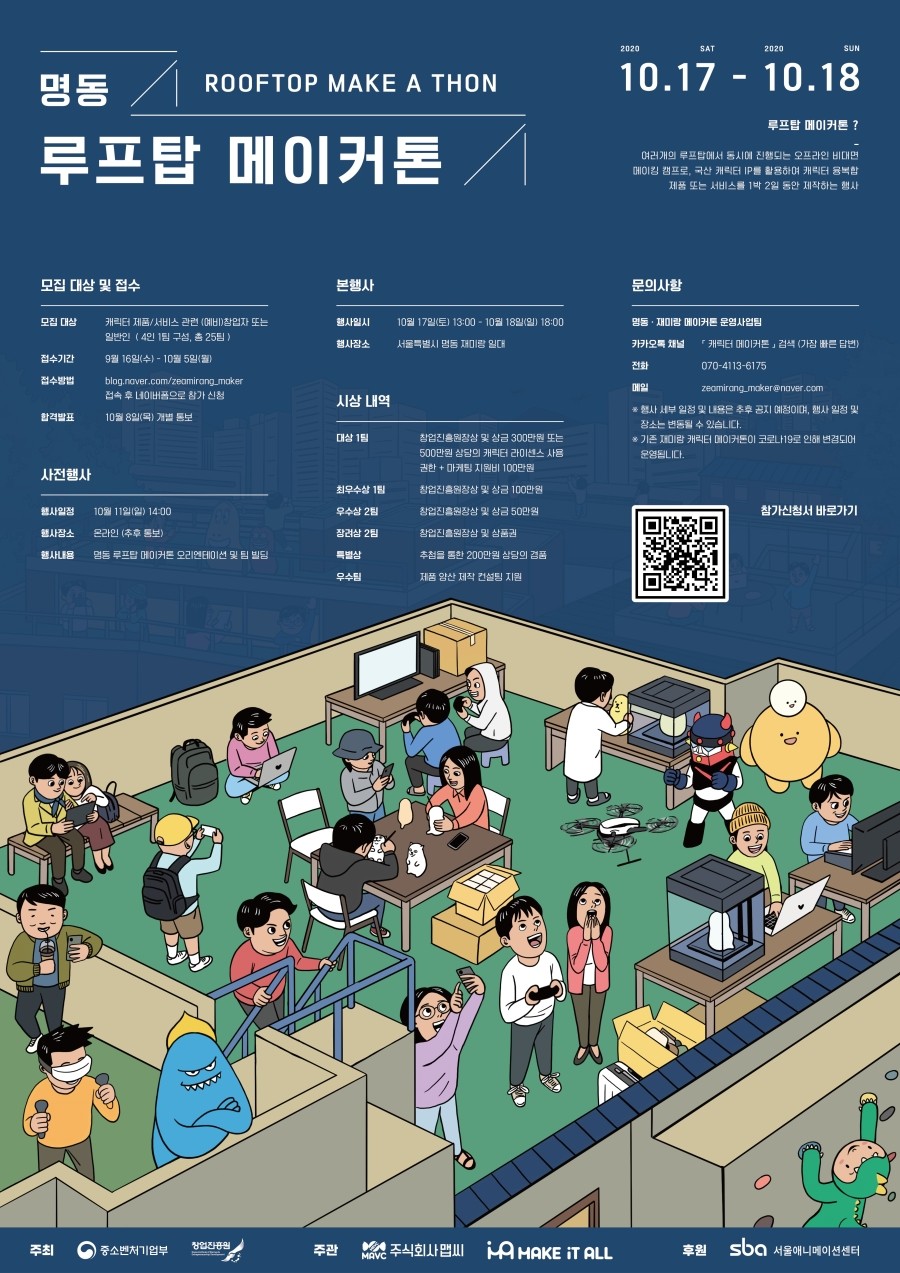 명동
ROOFTOP MAKE A THON
루프탑 메이커톤
2020 SAT 2020 SUN
10.17 - 10.18
루프탑 메이커톤 ?
여러개의 루프탑에서 동시에 진행되는 오프라인 비대면
메이킹 캠프로, 국산 캐릭터 IP를 활용하여 캐릭터 융복합
제품 또는 서비스를 1박 2일 동안 제작하는 행사
모집 대상 및 접수
모집 대상 캐릭터 제품/서비스 관련 (예비)창업자 또는
일반인 ( 4인 1팀 구성, 총 25팀 )
접수기간 9월 16일(수) - 10월 5일(월)
접수방법 blog.naver.com/zeamirang_maker
접속 후 네이버폼으로 참가 신청
합격발표 10월 8일(목) 개별 통보
사전행사
행사일정 10월 11일(일) 14:00
행사장소 온라인 (추후 통보)
행사내용 명동 루프탑 메이커톤 오리엔테이션 및 팀 빌딩
본행사
행사일시 10월 17일(토) 13:00 - 10월 18일(일) 18:00
행사장소 서울특별시 명동 재미랑 일대
시상 내역
대상 1팀 창업진흥원장상 및 상금 300만원 또는
500만원 상당의 캐릭터 라이센스 사용
권한 + 마케팅 지원비 100만원
최우수상 1팀 창업진흥원장상 및 상금 100만원
우수상 2팀 창업진흥원장상 및 상금 50만원
장려상 2팀 창업진흥원장상 및 상품권
특별상 추첨을 통한 200만원 상당의 경품
우수팀 제품 양산 제작 컨설팅 지원
문의사항
명동 · 재미랑 메이커톤 운영사업팀
카카오톡 채널 「 캐릭터 메이커톤 」 검색 (가장 빠른 답변)
전화 070-4113-6175
메일 zeamirang_maker@naver.com
※ 행사 세부 일정 및 내용은 추후 공지 예정이며, 행사 일정 및
장소는 변동될 수 있습니다.
※ 기존 재미랑 캐릭터 메이커톤이 코로나19로 인해 변경되어
운영됩니다.
참가신청서 바로가기
주최 중소벤처기업부 창업진흥원
주관 MAVC 주식회사맵씨 MAKE iT ALL
후원 sba 서울애니메이션센터